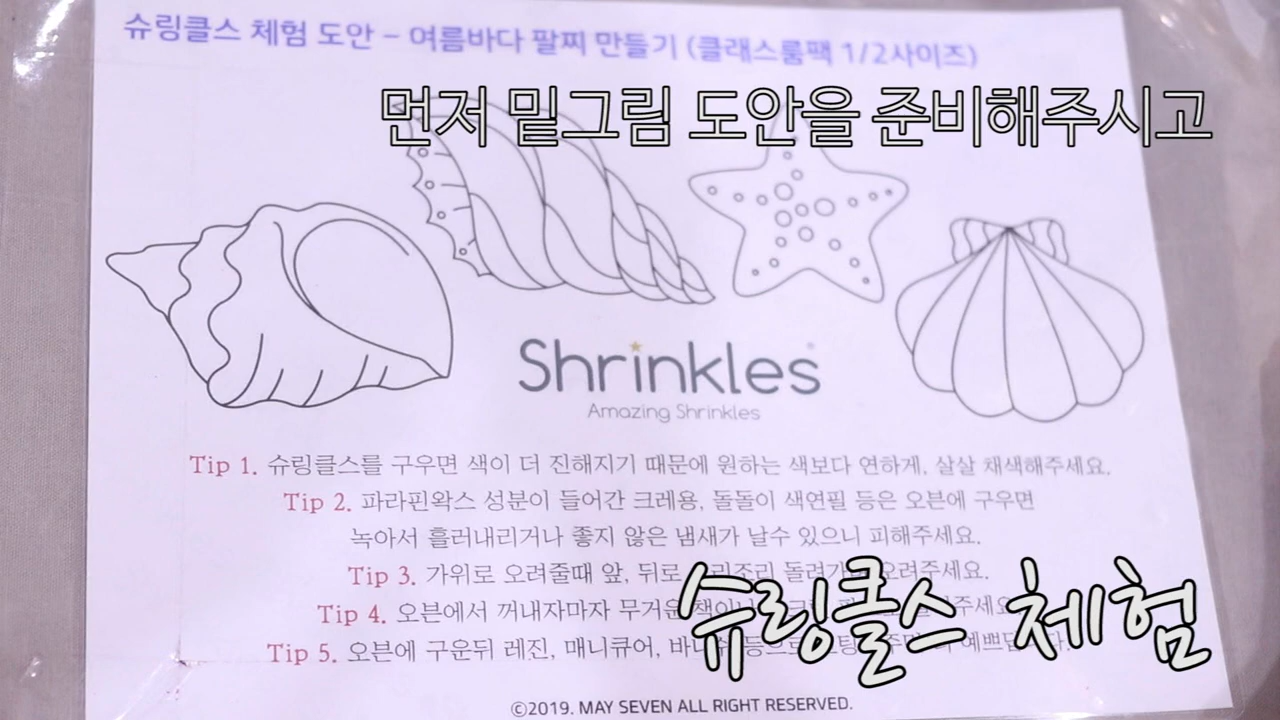 슈링클스 체험 도안 - 여름바다 팔찌 만들기 (클래스룸팩 1/2사이즈)
먼저 밑그림 도안을 준비해주시고
Shrinkles
Amazing Shrinkles
Tip 1. 슈링클스를 구우면 색이 더 진해지기 때문에 원하는 색보다 연하게, 살살 채색해주세요.
Tip 2. 파라핀왁스 성분이 들어간 크레용, 돌돌이 색연필 등은 오븐에 구우면
녹아서 흘러내리거나 좋지 않은 냄새가 날수 있으니 피해주세요.
Tip 3. 가위로 오려줄때 앞, 뒤로 돌려가며 오려주세요.
Tip 4. 오븐에서 꺼내자마자 무거운 책이나
Tip 5. 오븐에 구운뒤 레진, 매니큐어, 등으로
슈링클스 체험
©2019. MAY SEVEN ALL RIGHT RESERVED.